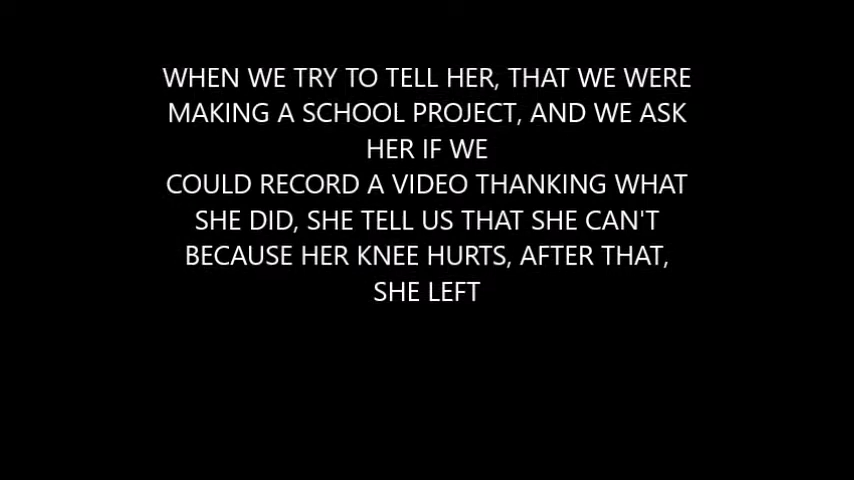 WHEN WE TRY TO TELL HER, THAT WE WERE
MAKING A SCHOOL PROJECT, AND WE ASK
HER IF WE
COULD RECORD A VIDEO THANKING WHAT
SHE DID, SHE TELL US THAT SHE CAN'T
BECAUSE HER KNEE HURTS, AFTER THAT,
SHE LEFT